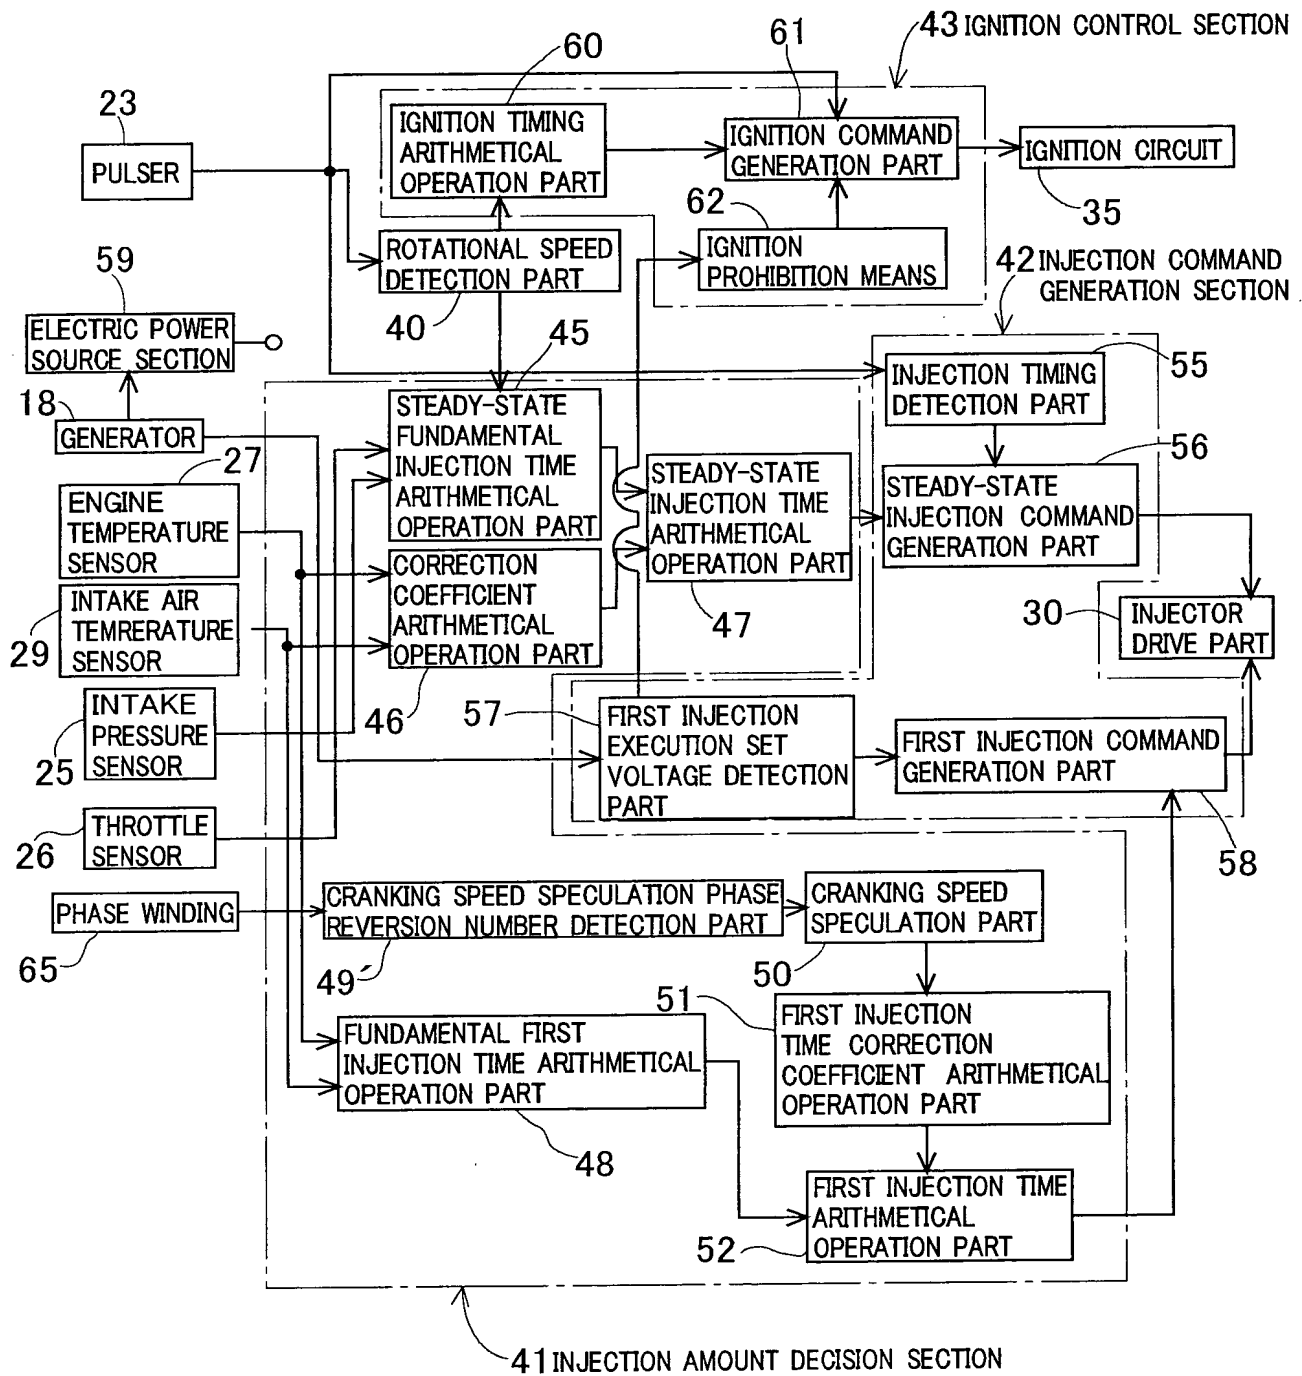 43 IGNITION CONTROL SECTION
60
61
23
PULSER
IGNITION TIMING
ARITHMETICAL
OPERATION PART
IGNITION COMMAND
GENERATION PART
IGNITION CIRCUIT
35
62
ROTATIONAL SPEED
DETECTION PART
40
IGNITION
PROHIBITION MEANS
42 INJECTION COMMAND
GENERATION SECTION
59
ELECTRIC POWER
SOURCE SECTION
18
GENERATOR
45
STEADY-STATE
FUNDAMENTAL
INJECTION TIME
ARITHMETICAL
OPERATION PART
55
INJECTION TIMING
DETECTION PART
27
ENGINE
TEMPERATURE
SENSOR
STEADY-STATE
INJECTION TIME
ARITHMETICAL
OPERATION PART
47
56
STEADY-STATE
INJECTION COMMAND
GENERATION PART
CORRECTION
COEFFICIENT
ARITHMETICAL
OPERATION PART
46
29
INTAKE AIR
TEMRERATURE
SENSOR
30
INJECTOR
DRIVE PART
25
INTAKE
PRESSURE
SENSOR
57
FIRST INJECTION
EXECUTION SET
VOLTAGE DETECTION
PART
FIRST INJECTION COMMAND
GENERATION PART
58
26
THROTTLE
SENSOR
PHASE WINDING
65
CRANKING SPEED SPECULATION PHASE
REVERSION NUMBER DETECTION PART
49′
CRANKING SPEED
SPECULATION PART
50
51
FIRST INJECTION
TIME CORRECTION
COEFFICIENT ARITHMETICAL
OPERATION PART
FUNDAMENTAL FIRST
INJECTION TIME ARITHMETICAL
OPERATION PART
48
FIRST INJECTION TIME
ARITHMETICAL
OPERATION PART
52
41 INJECTION AMOUNT DECISION SECTION